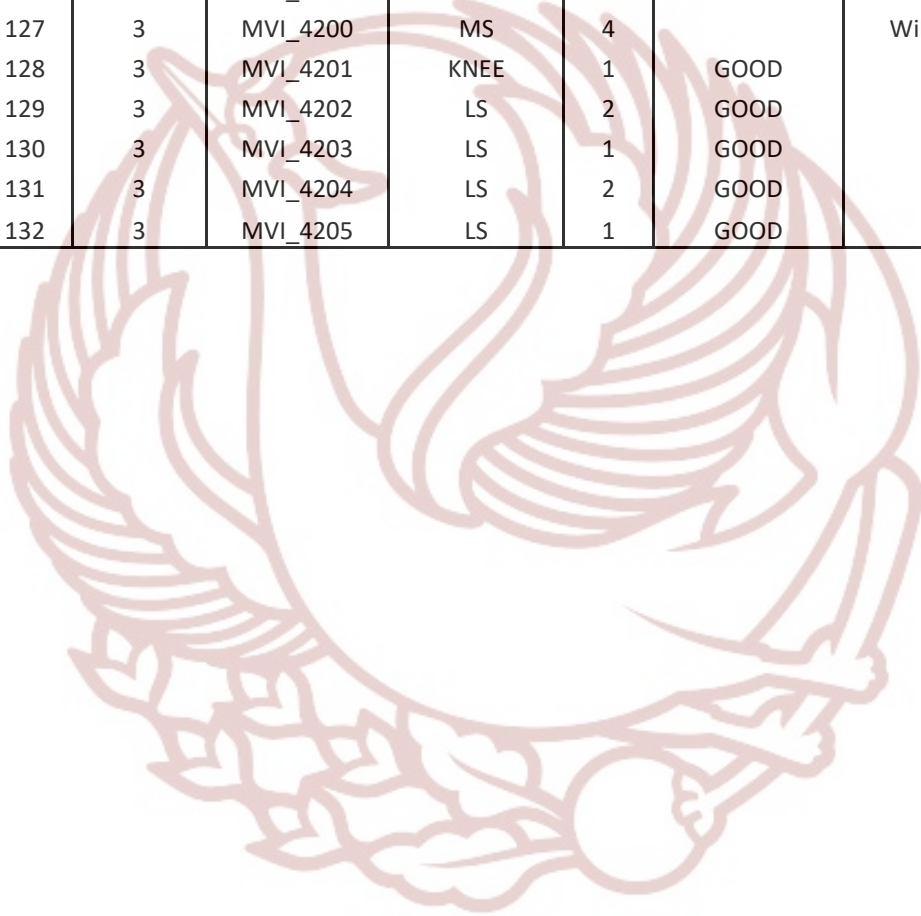 127 3 MVI_4200 MS 4 Wi
128 3 MVI_4201 KNEE 1 GOOD
129 3 MVI_4202 LS 2 GOOD
130 3 MVI_4203 LS 1 GOOD
131 3 MVI_4204 LS 2 GOOD
132 3 MVI_4205 LS 1 GOOD